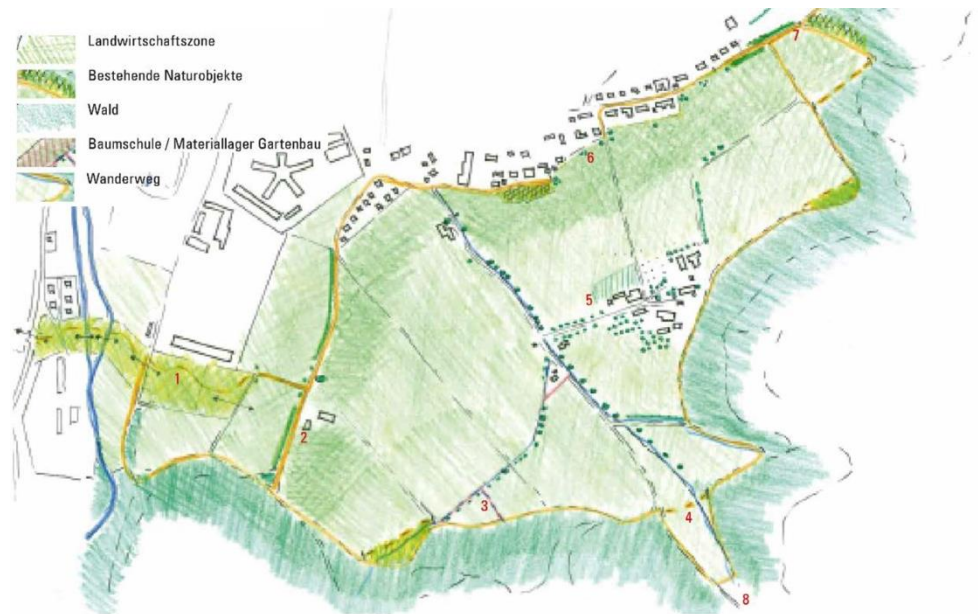 Landwirtschaftszone
Bestehende Naturobjekte
Wald
Baumschule / Materiallager Gartenbau
Wanderweg
7
6
5
1
2
3
4
8